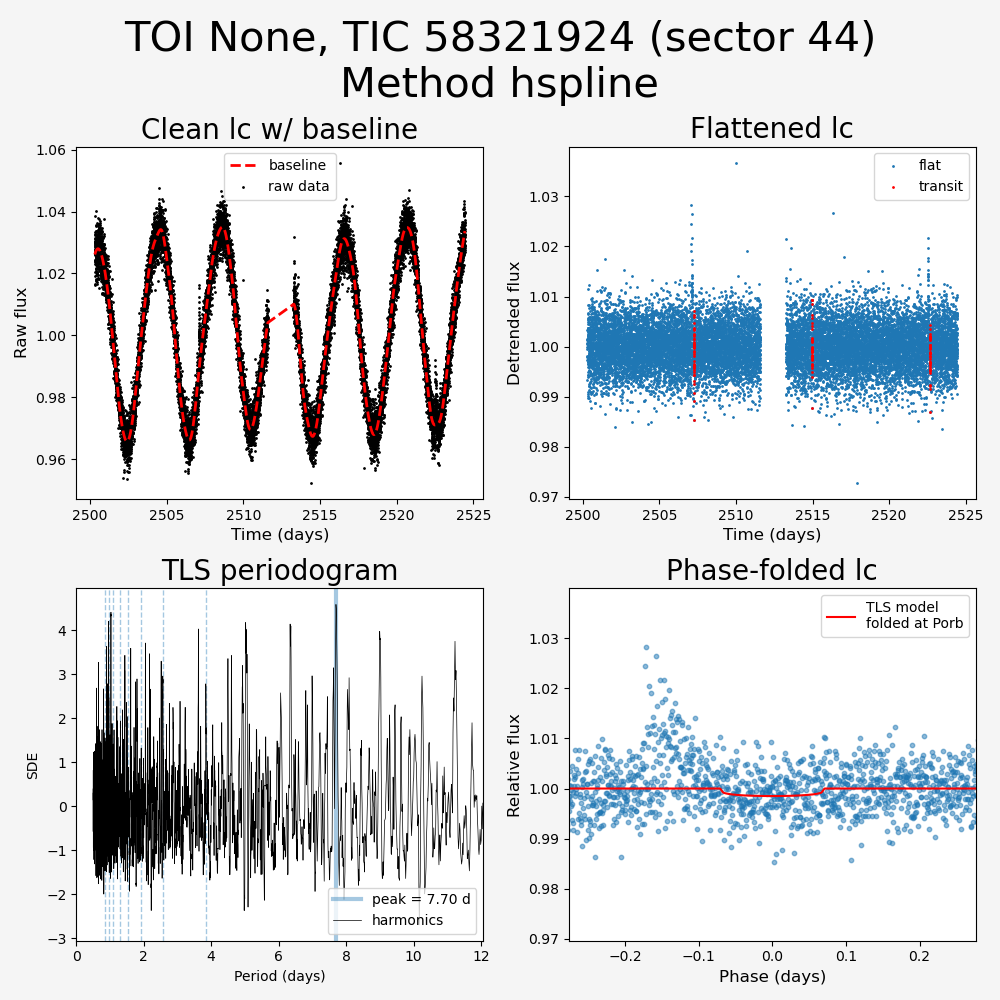 TOI None, TIC 58321924 (sector 44)
Method hspline
Clean lc w/ baseline
Raw flux
1.06
1.04
1.02
1.00
0.98
0.96
baseline
raw data
2500
2505
2510
2515
2520
2525
Time (days)
Flattened lc
Detrended flux
1.03
1.02
1.01
1.00
0.99
0.98
0.97
flat
transit
2500
2505
2510
2515
2520
2525
Time (days)
TLS periodogram
SDE
4
3
2
1
0
−1
−2
−3
peak = 7.70 d
harmonics
0
2
4
6
8
10
12
Period (days)
Phase-folded lc
Relative flux
1.03
1.02
1.01
1.00
0.99
0.98
0.97
TLS model
folded at Porb
−0.2
−0.1
0.0
0.1
0.2
Phase (days)